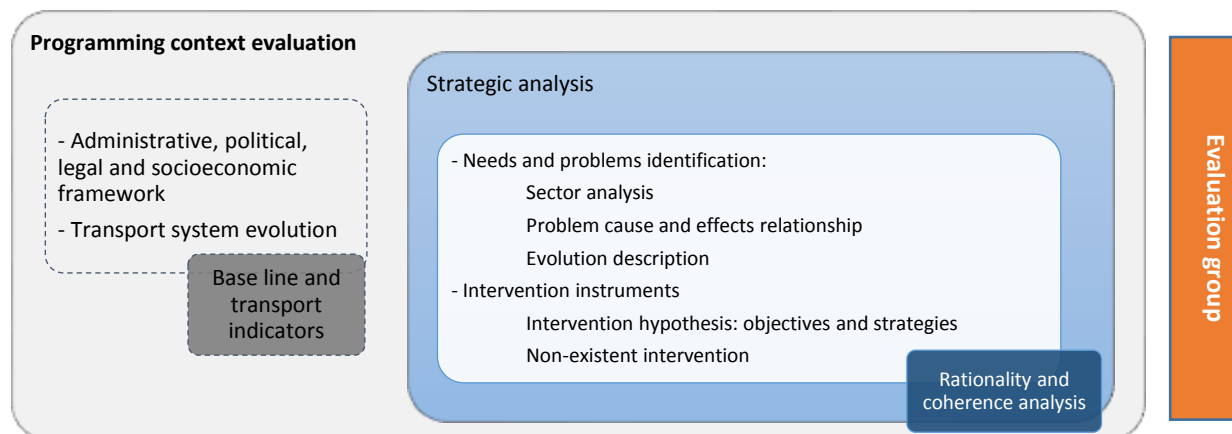 Programming context evaluation
- Administrative, political,
legal and socioeconomic
framework
- Transport system evolution
Base line and
transport
indicators
Strategic analysis
- Needs and problems identification:
Sector analysis
Problem cause and effects relationship
Evolution description
- Intervention instruments
Intervention hypothesis: objectives and strategies
Non-existent intervention
Rationality and
coherence analysis
Evaluation group